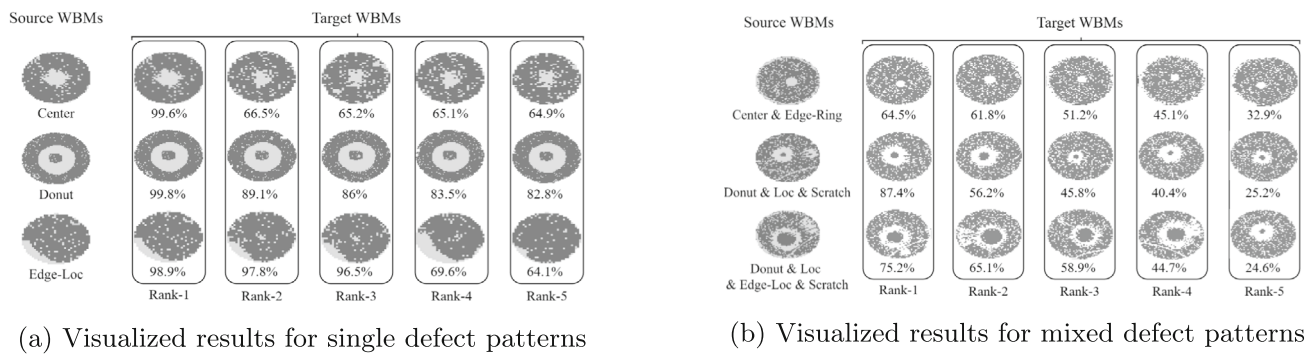 Source WBMs
Target WBMs
Center
99.6%
66.5%
65.2%
65.1%
64.9%
Donut
99.8%
89.1%
86%
83.5%
82.8%
Edge-Loc
98.9%
97.8%
96.5%
69.6%
64.1%
Rank-1
Rank-2
Rank-3
Rank-4
Rank-5
(a) Visualized results for single defect patterns
Source WBMs
Target WBMs
Center & Edge-Ring
64.5%
61.8%
51.2%
45.1%
32.9%
Donut & Loc & Scratch
87.4%
56.2%
45.8%
40.4%
25.2%
Donut & Loc
& Edge-Loc & Scratch
75.2%
65.1%
58.9%
44.7%
24.6%
Rank-1
Rank-2
Rank-3
Rank-4
Rank-5
(b) Visualized results for mixed defect patterns